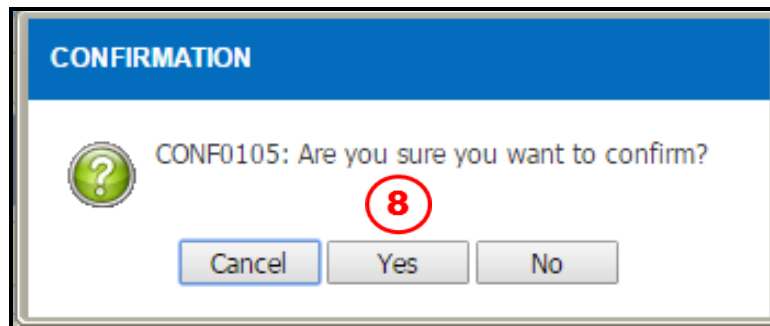 CONFIRMATION
CONF0105: Are you sure you want to confirm?
8
Cancel Yes No